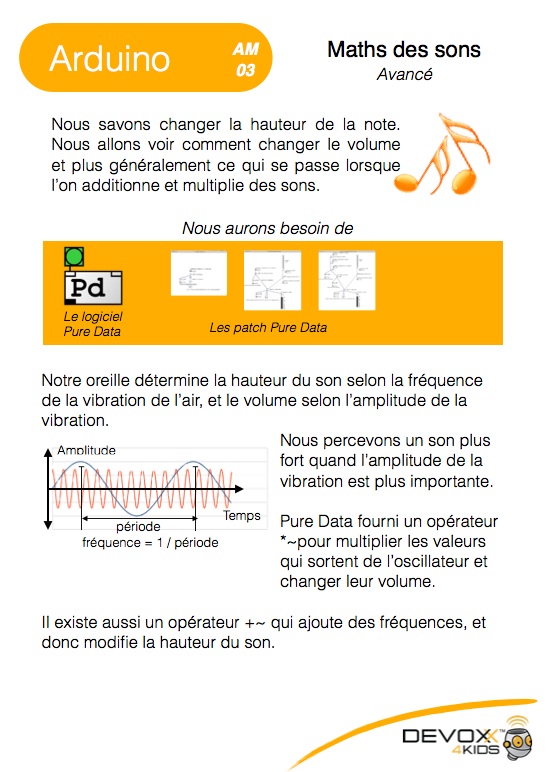 Arduino
AM
03
Maths des sons
Avancé
Nous savons changer la hauteur de la note.
Nous allons voir comment changer le volume
et plus généralement ce qui se passe lorsque
l'on additionne et multiplie des sons.
Nous aurons besoin de
Pd
Le logiciel
Pure Data
Les patch Pure Data
Notre oreille détermine la hauteur du son selon la fréquence
de la vibration de l'air, et le volume selon l'amplitude de la
vibration.
Amplitude
Temps
période
fréquence = 1 / période
Nous percevons un son plus
fort quand l'amplitude de la
vibration est plus importante.
Pure Data fourni un opérateur
*~pour multiplier les valeurs
qui sortent de l'oscillateur et
changer leur volume.
Il existe aussi un opérateur +~ qui ajoute des fréquences, et
donc modifie la hauteur du son.
DEVOXX™
4KIDS